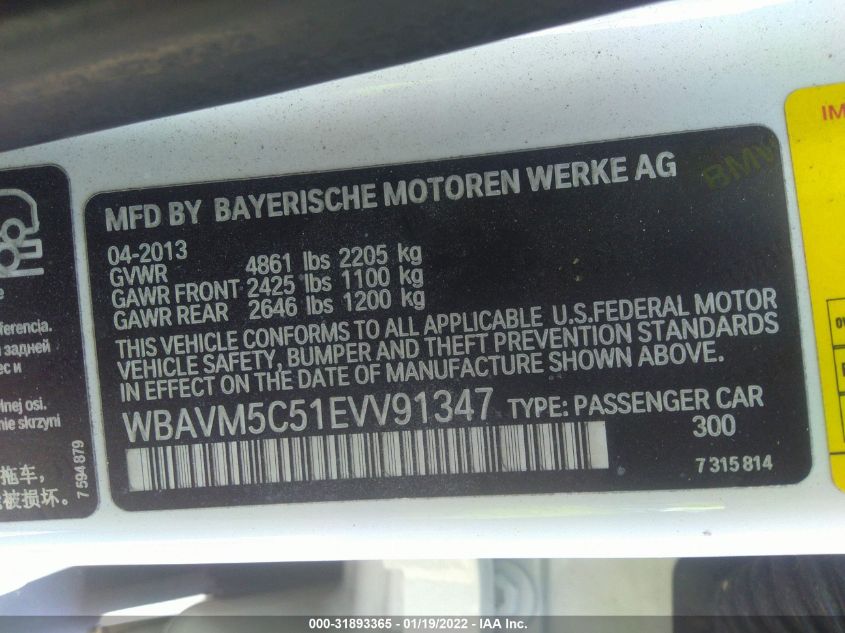 MFD BY BAYERISCHE MOTOREN WERKE AG
BMW
04-2013
GVWR 4861 lbs 2205 kg
GAWR FRONT 2425 lbs 1100 kg
GAWR REAR 2646 lbs 1200 kg
THIS VEHICLE CONFORMS TO ALL APPLICABLE U.S.FEDERAL MOTOR
VEHICLE SAFETY, BUMPER AND THEFT PREVENTION STANDARDS
IN EFFECT ON THE DATE OF MANUFACTURE SHOWN ABOVE.
WBAVM5C51EVV91347 TYPE: PASSENGER CAR
300
7 315 814
задней
ec и
lnej osi.
nie skrzyni
拖车,
被损坏.
7 594 879
IM
000-31893365 - 01/19/2022 - IAA Inc.